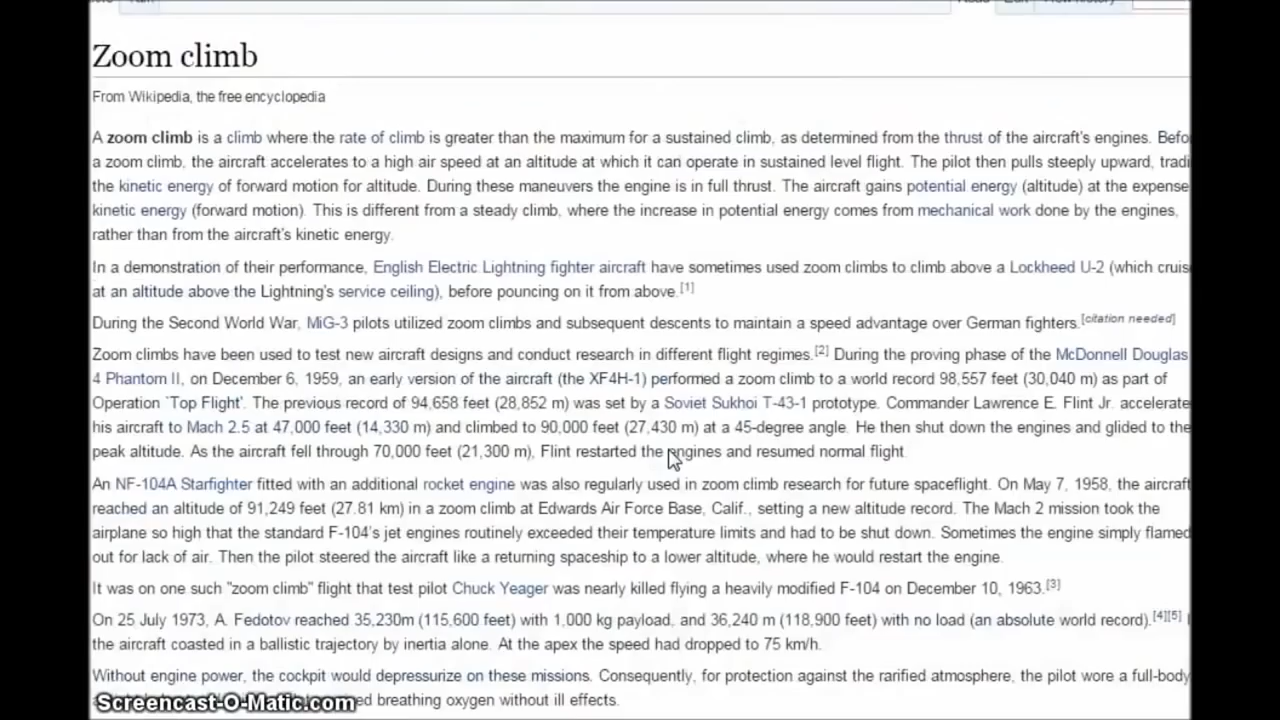 Zoom climb
From Wikipedia, the free encyclopedia
A zoom climb is a climb where the rate of climb is greater than the maximum for a sustained climb, as determined from the thrust of the aircraft's engines. Befo
a zoom climb, the aircraft accelerates to a high air speed at an altitude at which it can operate in sustained level flight. The pilot then pulls steeply upward, tradi
the kinetic energy of forward motion for altitude. During these maneuvers the engine is in full thrust. The aircraft gains potential energy (altitude) at the expense
kinetic energy (forward motion). This is different from a steady climb, where the increase in potential energy comes from mechanical work done by the engines,
rather than from the aircraft's kinetic energy.
In a demonstration of their performance, English Electric Lightning fighter aircraft have sometimes used zoom climbs to climb above a Lockheed U-2 (which cruis
at an altitude above the Lightning's service ceiling), before pouncing on it from above.[1]
During the Second World War, MiG-3 pilots utilized zoom climbs and subsequent descents to maintain a speed advantage over German fighters.[citation needed]
Zoom climbs have been used to test new aircraft designs and conduct research in different flight regimes.[2] During the proving phase of the McDonnell Douglas
4 Phantom II, on December 6, 1959, an early version of the aircraft (the XF4H-1) performed a zoom climb to a world record 98,557 feet (30,040 m) as part of
Operation `Top Flight'. The previous record of 94,658 feet (28,852 m) was set by a Soviet Sukhoi T-43-1 prototype. Commander Lawrence E. Flint Jr. accelerate
his aircraft to Mach 2.5 at 47,000 feet (14,330 m) and climbed to 90,000 feet (27,430 m) at a 45-degree angle. He then shut down the engines and glided to the
peak altitude. As the aircraft fell through 70,000 feet (21,300 m), Flint restarted the engines and resumed normal flight.
An NF-104A Starfighter fitted with an additional rocket engine was also regularly used in zoom climb research for future spaceflight. On May 7, 1958, the aircraft
reached an altitude of 91,249 feet (27.81 km) in a zoom climb at Edwards Air Force Base, Calif., setting a new altitude record. The Mach 2 mission took the
airplane so high that the standard F-104's jet engines routinely exceeded their temperature limits and had to be shut down. Sometimes the engine simply flamed
out for lack of air. Then the pilot steered the aircraft like a returning spaceship to a lower altitude, where he would restart the engine.
It was on one such "zoom climb" flight that test pilot Chuck Yeager was nearly killed flying a heavily modified F-104 on December 10, 1963.[3]
On 25 July 1973, A. Fedotov reached 35,230m (115,600 feet) with 1,000 kg payload, and 36,240 m (118,900 feet) with no load (an absolute world record).[4][5]
the aircraft coasted in a ballistic trajectory by inertia alone. At the apex the speed had dropped to 75 km/h.
Without engine power, the cockpit would depressurize on these missions. Consequently, for protection against the rarified atmosphere, the pilot wore a full-body
breathing oxygen without ill effects.
Screencast-O-Matic.com